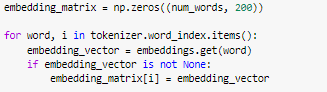 embedding_matrix = np.zeros((num_words, 200))
for word, i in tokenizer.word_index.items():
    embedding_vector = embeddings.get(word)
    if embedding_vector is not None:
        embedding_matrix[i] = embedding_vector